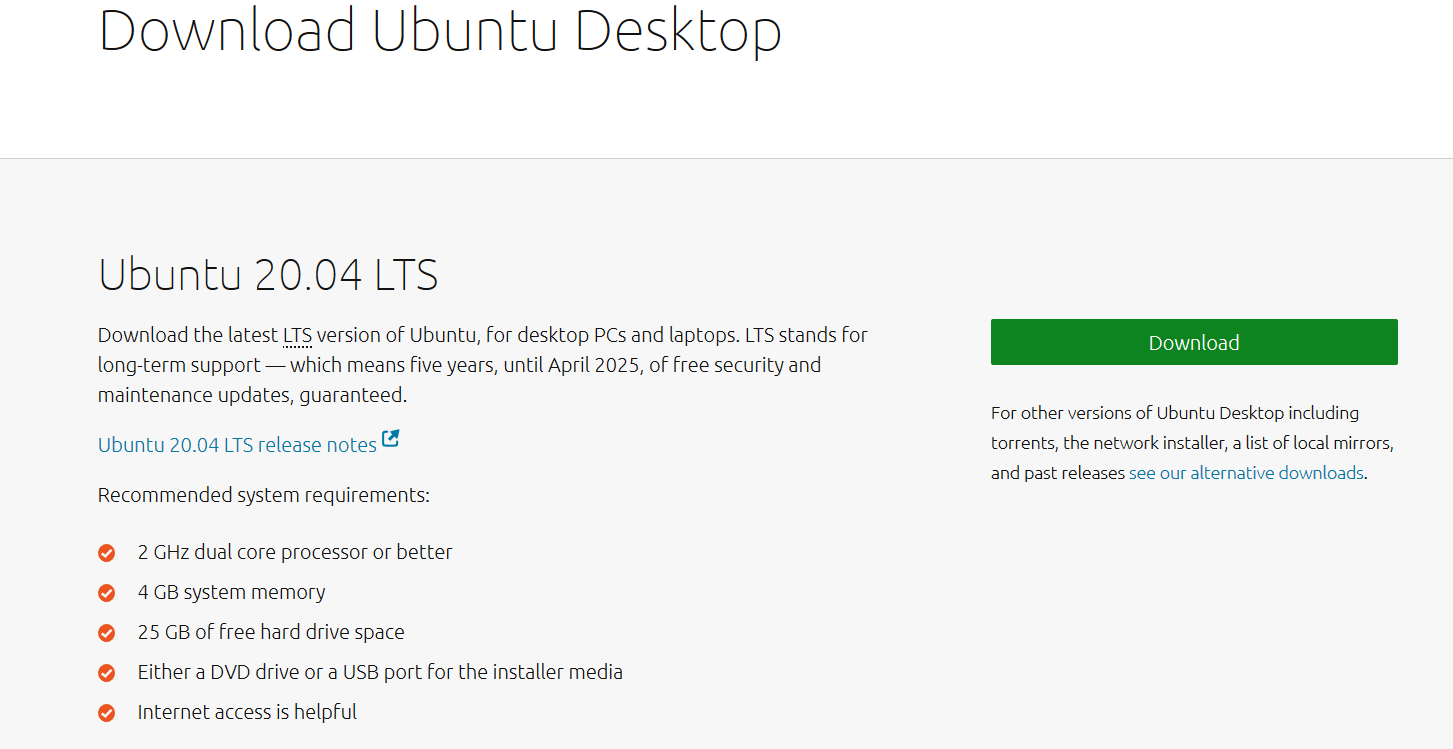 Download Ubuntu Desktop
Ubuntu 20.04 LTS
Download the latest LTS version of Ubuntu, for desktop PCs and laptops. LTS stands for
long-term support — which means five years, until April 2025, of free security and
maintenance updates, guaranteed.
Ubuntu 20.04 LTS release notes
Recommended system requirements:
2 GHz dual core processor or better
4 GB system memory
25 GB of free hard drive space
Either a DVD drive or a USB port for the installer media
Internet access is helpful
Download
For other versions of Ubuntu Desktop including
torrents, the network installer, a list of local mirrors,
and past releases see our alternative downloads.